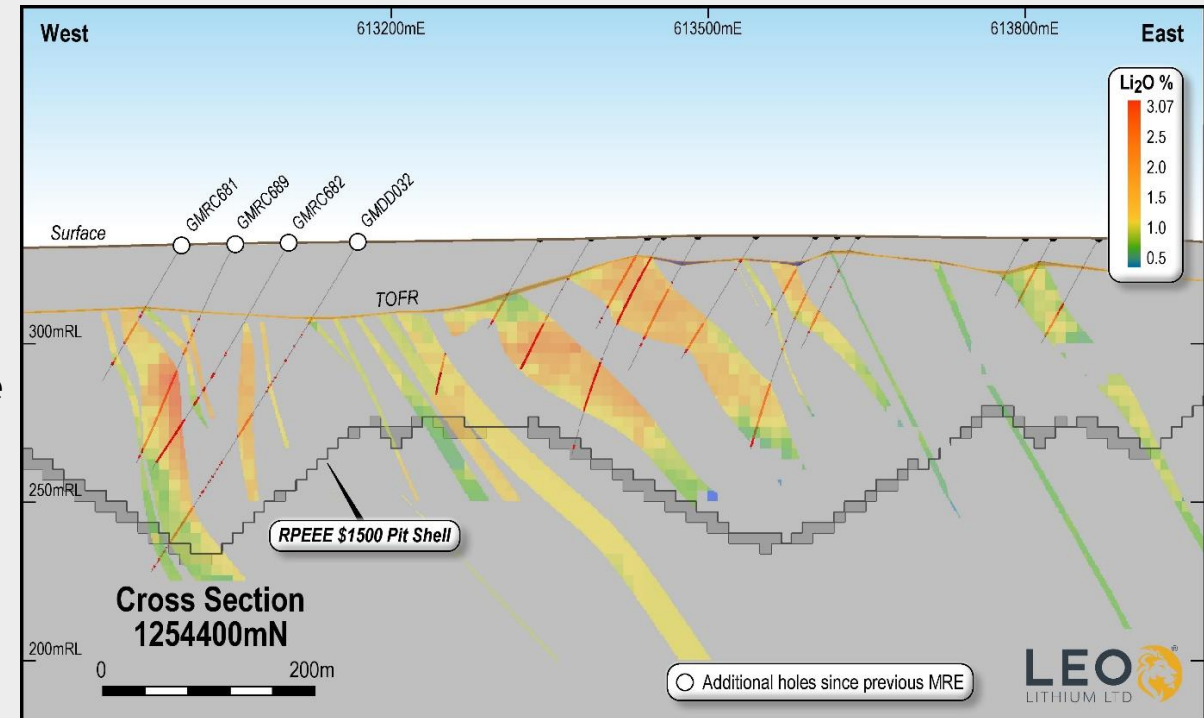 West
613200mE
613500mE
613800mE
East
Li₂O %
3.07
2.5
2.0
1.5
1.0
0.5
GMRC681
GMRC689
GMRC682
GMDD032
Surface
TOFR
300mRL
250mRL
RPEEE $1500 Pit Shell
Cross Section
1254400mN
200mRL
0 200m
Additional holes since previous MRE
LEO
LITHIUM LTD
e